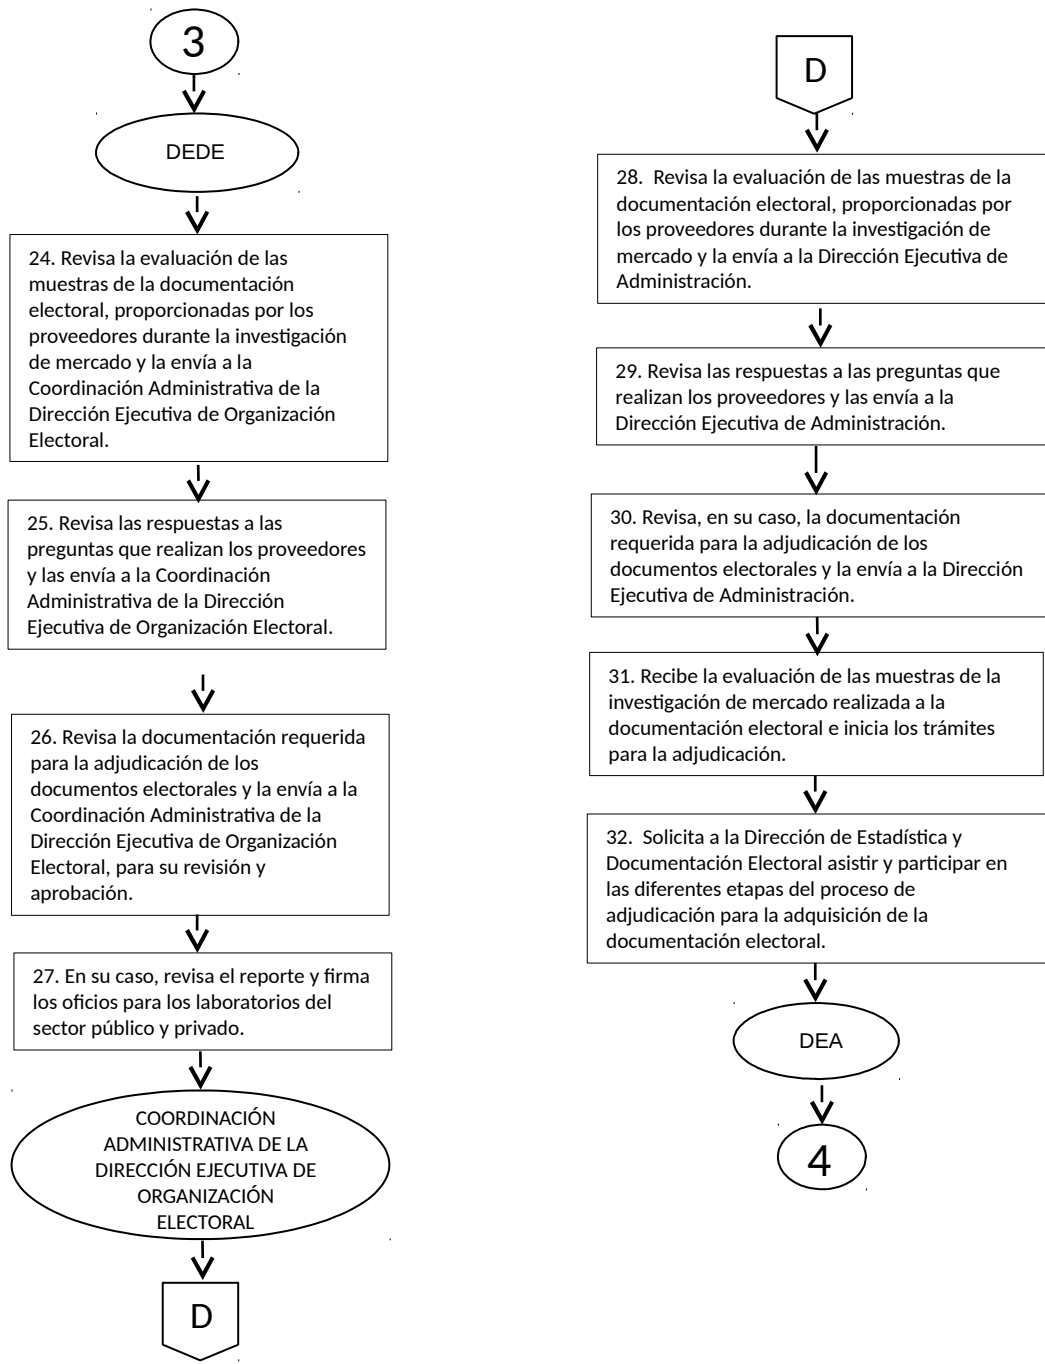 3
DEDE
24. Revisa la evaluación de las
muestras de la documentación
electoral, proporcionadas por los
proveedores durante la investigación
de mercado y la envía a la
Coordinación Administrativa de la
Dirección Ejecutiva de Organización
Electoral.
25. Revisa las respuestas a las
preguntas que realizan los proveedores
y las envía a la Coordinación
Administrativa de la Dirección
Ejecutiva de Organización Electoral.
26. Revisa la documentación requerida
para la adjudicación de los
documentos electorales y la envía a la
Coordinación Administrativa de la
Dirección Ejecutiva de Organización
Electoral, para su revisión y
aprobación.
27. En su caso, revisa el reporte y firma
los oficios para los laboratorios del
sector público y privado.
COORDINACIÓN
ADMINISTRATIVA DE LA
DIRECCIÓN EJECUTIVA DE
ORGANIZACIÓN
ELECTORAL
D
D
28.  Revisa la evaluación de las muestras de la
documentación electoral, proporcionadas por
los proveedores durante la investigación de
mercado y la envía a la Dirección Ejecutiva de
Administración.
29. Revisa las respuestas a las preguntas que
realizan los proveedores y las envía a la
Dirección Ejecutiva de Administración.
30. Revisa, en su caso, la documentación
requerida para la adjudicación de los
documentos electorales y la envía a la Dirección
Ejecutiva de Administración.
31. Recibe la evaluación de las muestras de la
investigación de mercado realizada a la
documentación electoral e inicia los trámites
para la adjudicación.
32.  Solicita a la Dirección de Estadística y
Documentación Electoral asistir y participar en
las diferentes etapas del proceso de
adjudicación para la adquisición de la
documentación electoral.
DEA
4